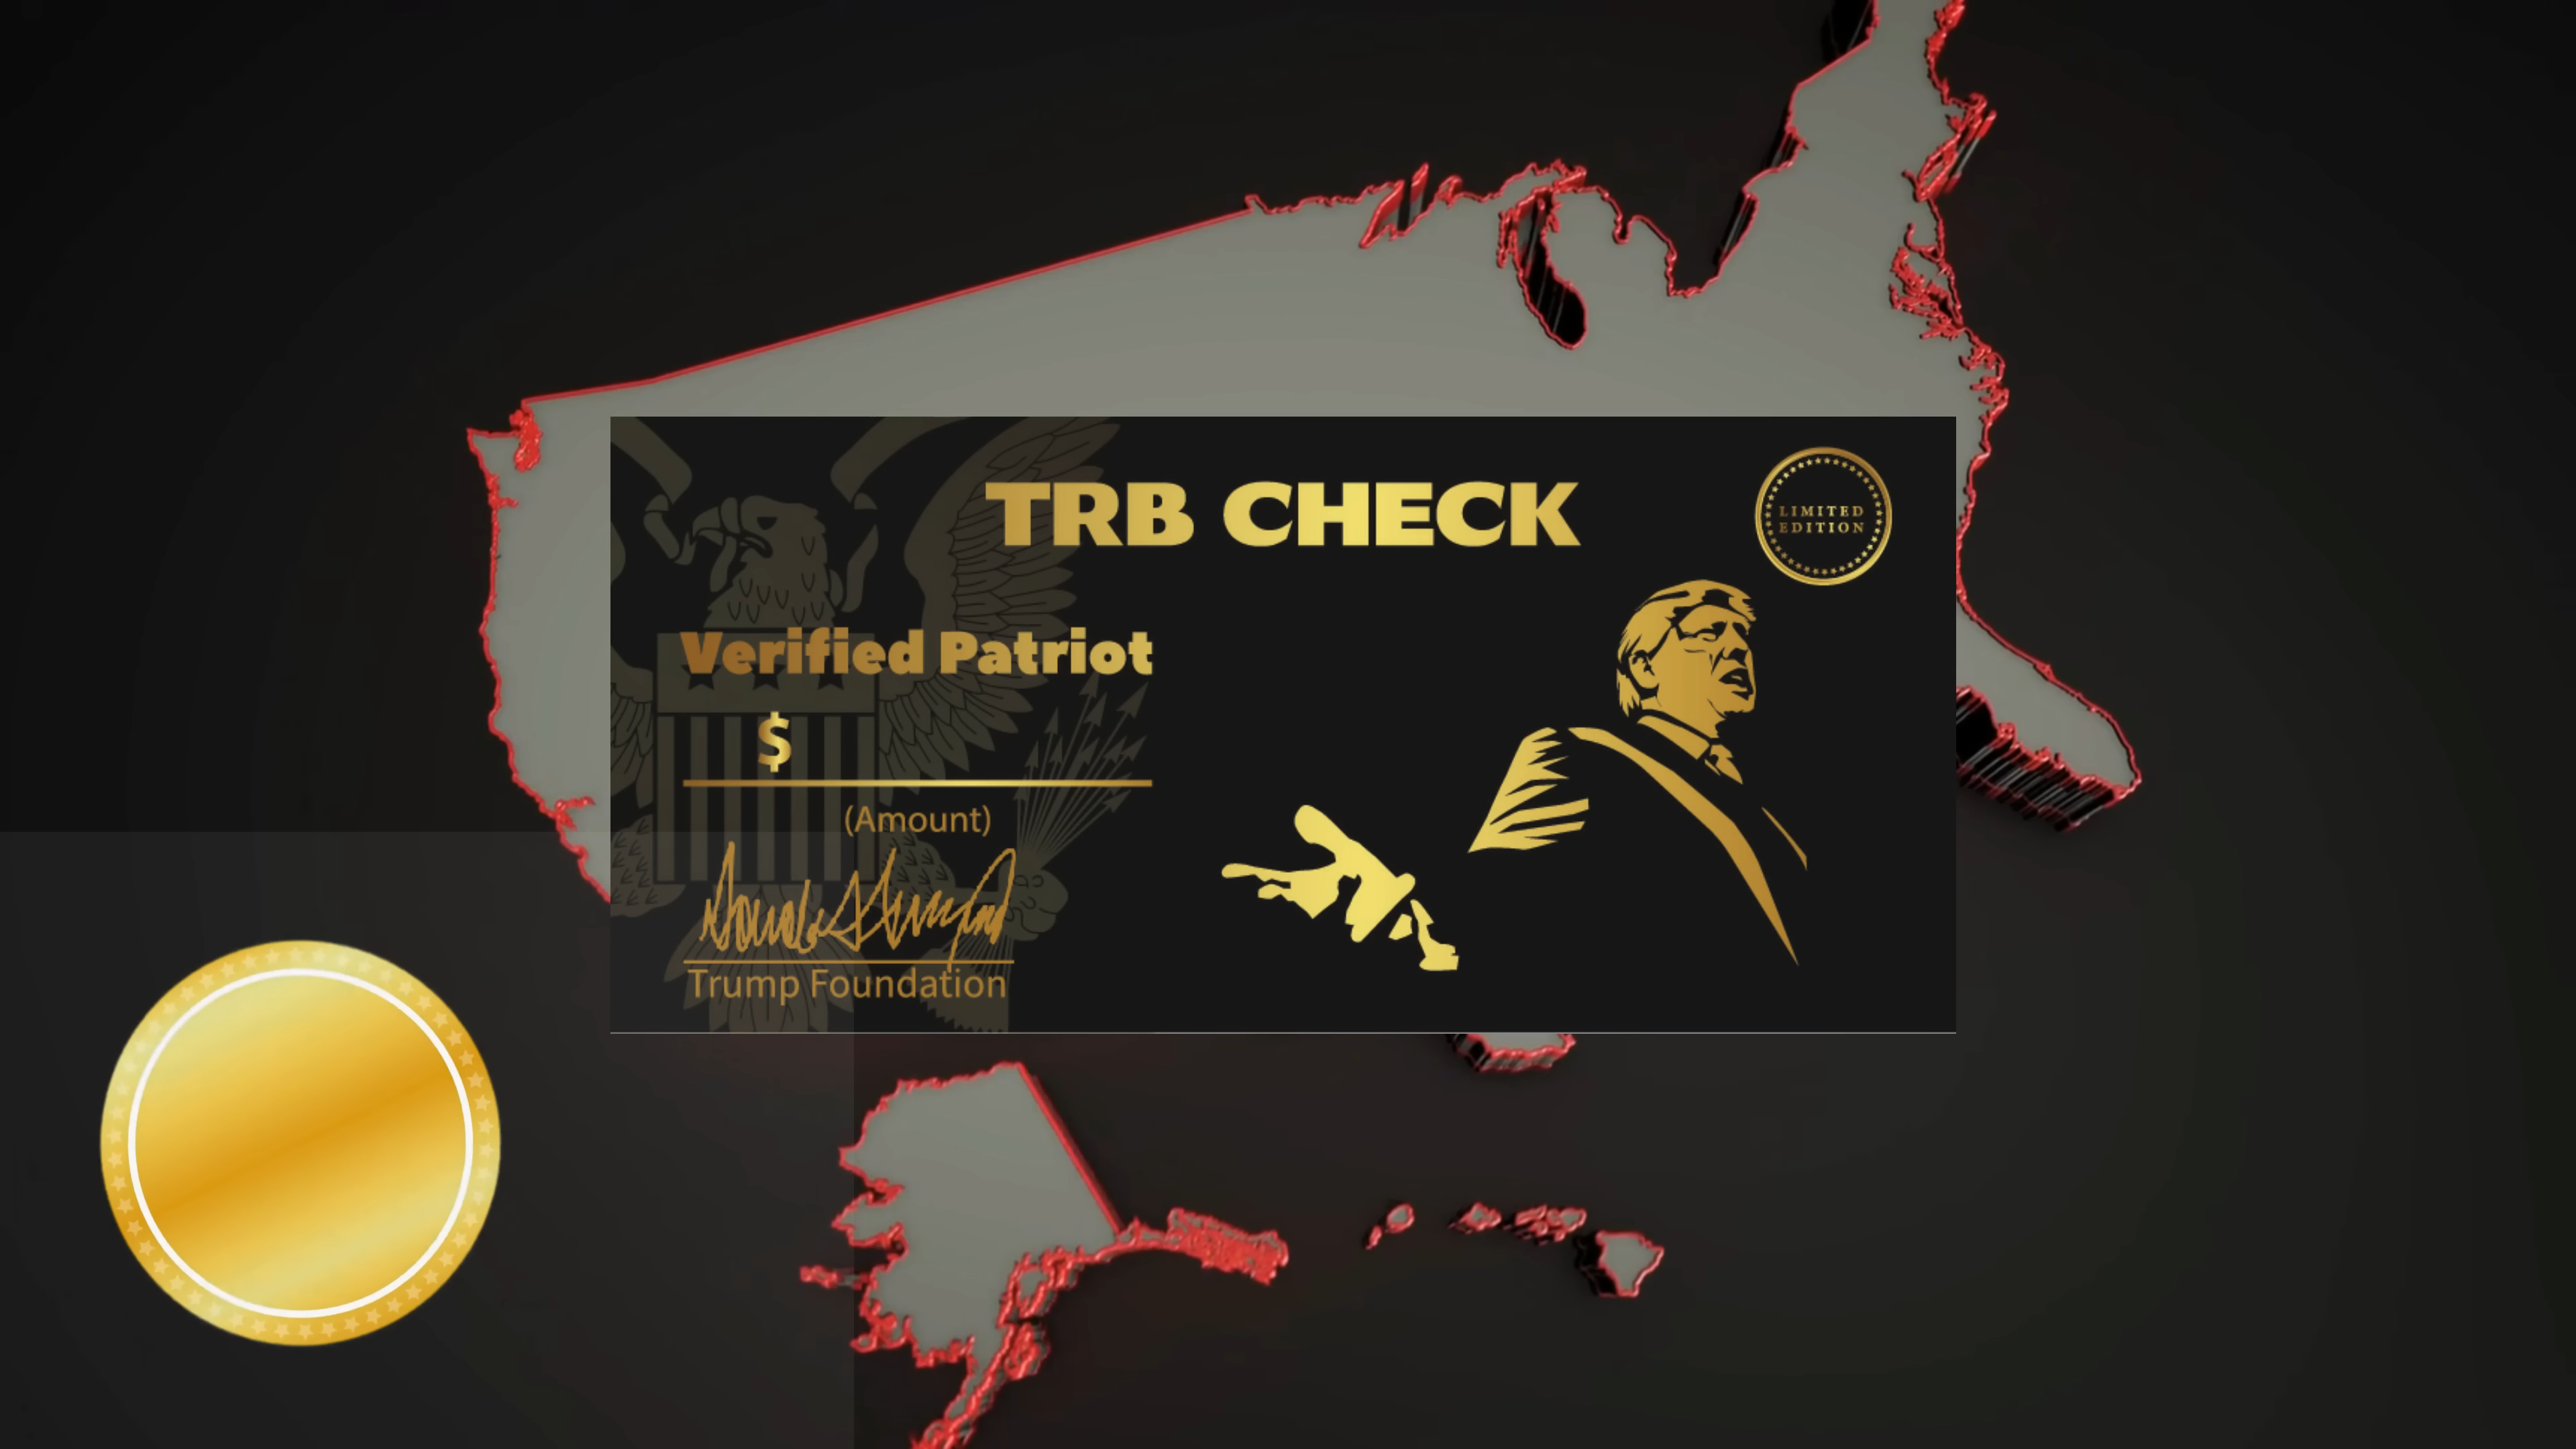 TRB CHECK
LIMITED
EDITION
Verified Patriot
$
(Amount)
Trump Foundation